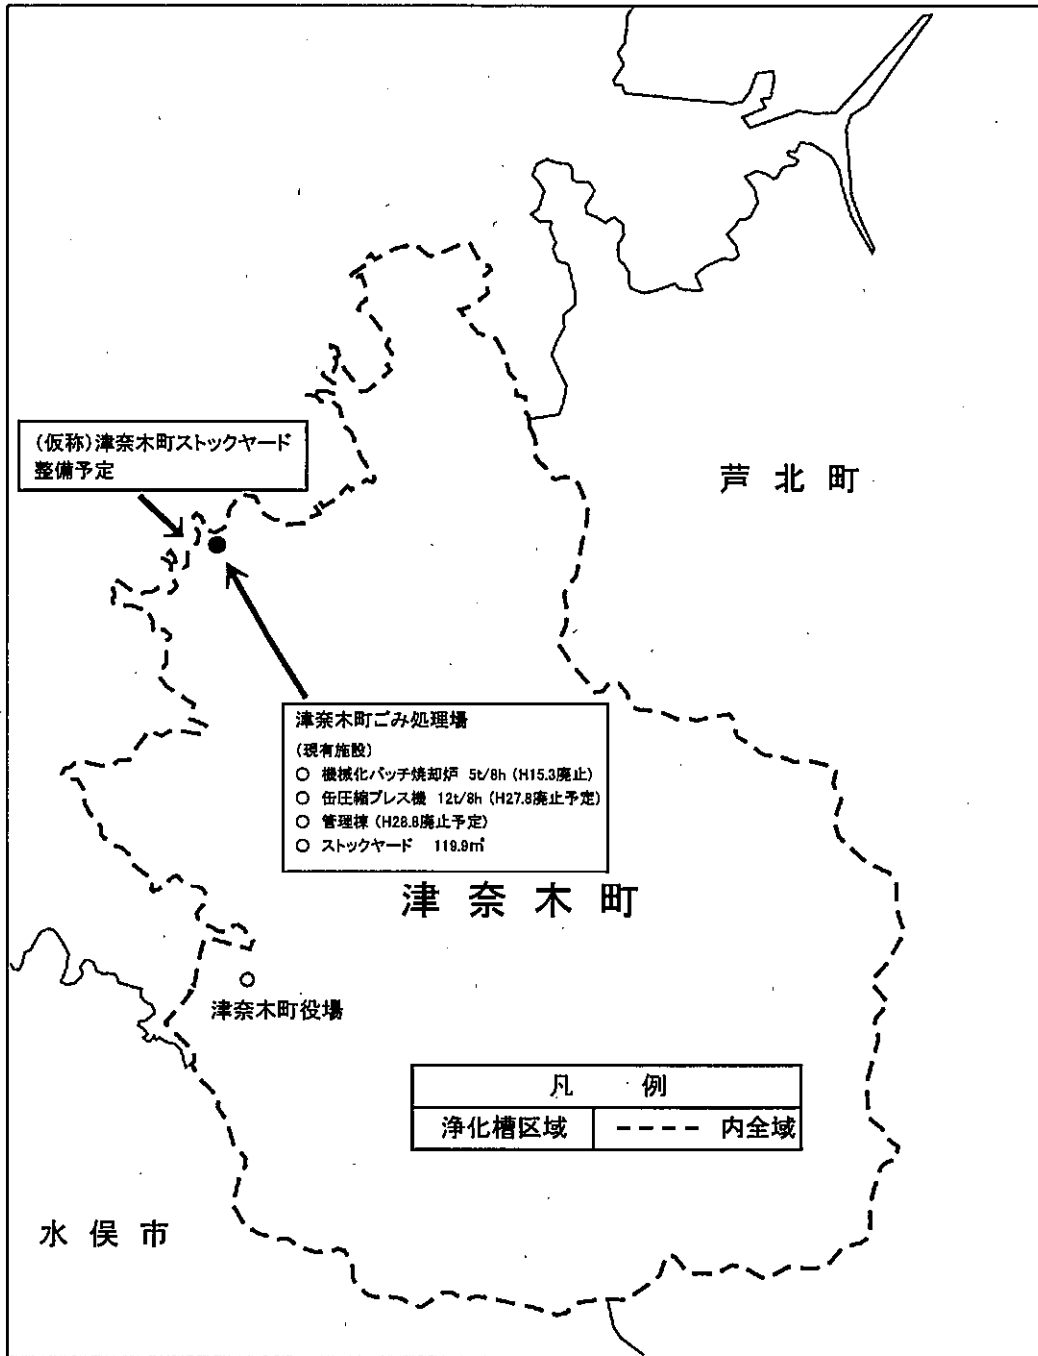 (仮称)津奈木町ストックヤード
整備予定
芦北町
津奈木町ごみ処理場
(現有施設)
○ 機械化バッチ焼却炉 5t/8h (H15.3廃止)
○ 缶圧縮プレス機 12t/8h (H27.8廃止予定)
○ 管理棟 (H28.8廃止予定)
○ ストックヤード 119.9㎡
津奈木町
津奈木町役場
凡例
浄化槽区域 ---- 内全域
水俣市